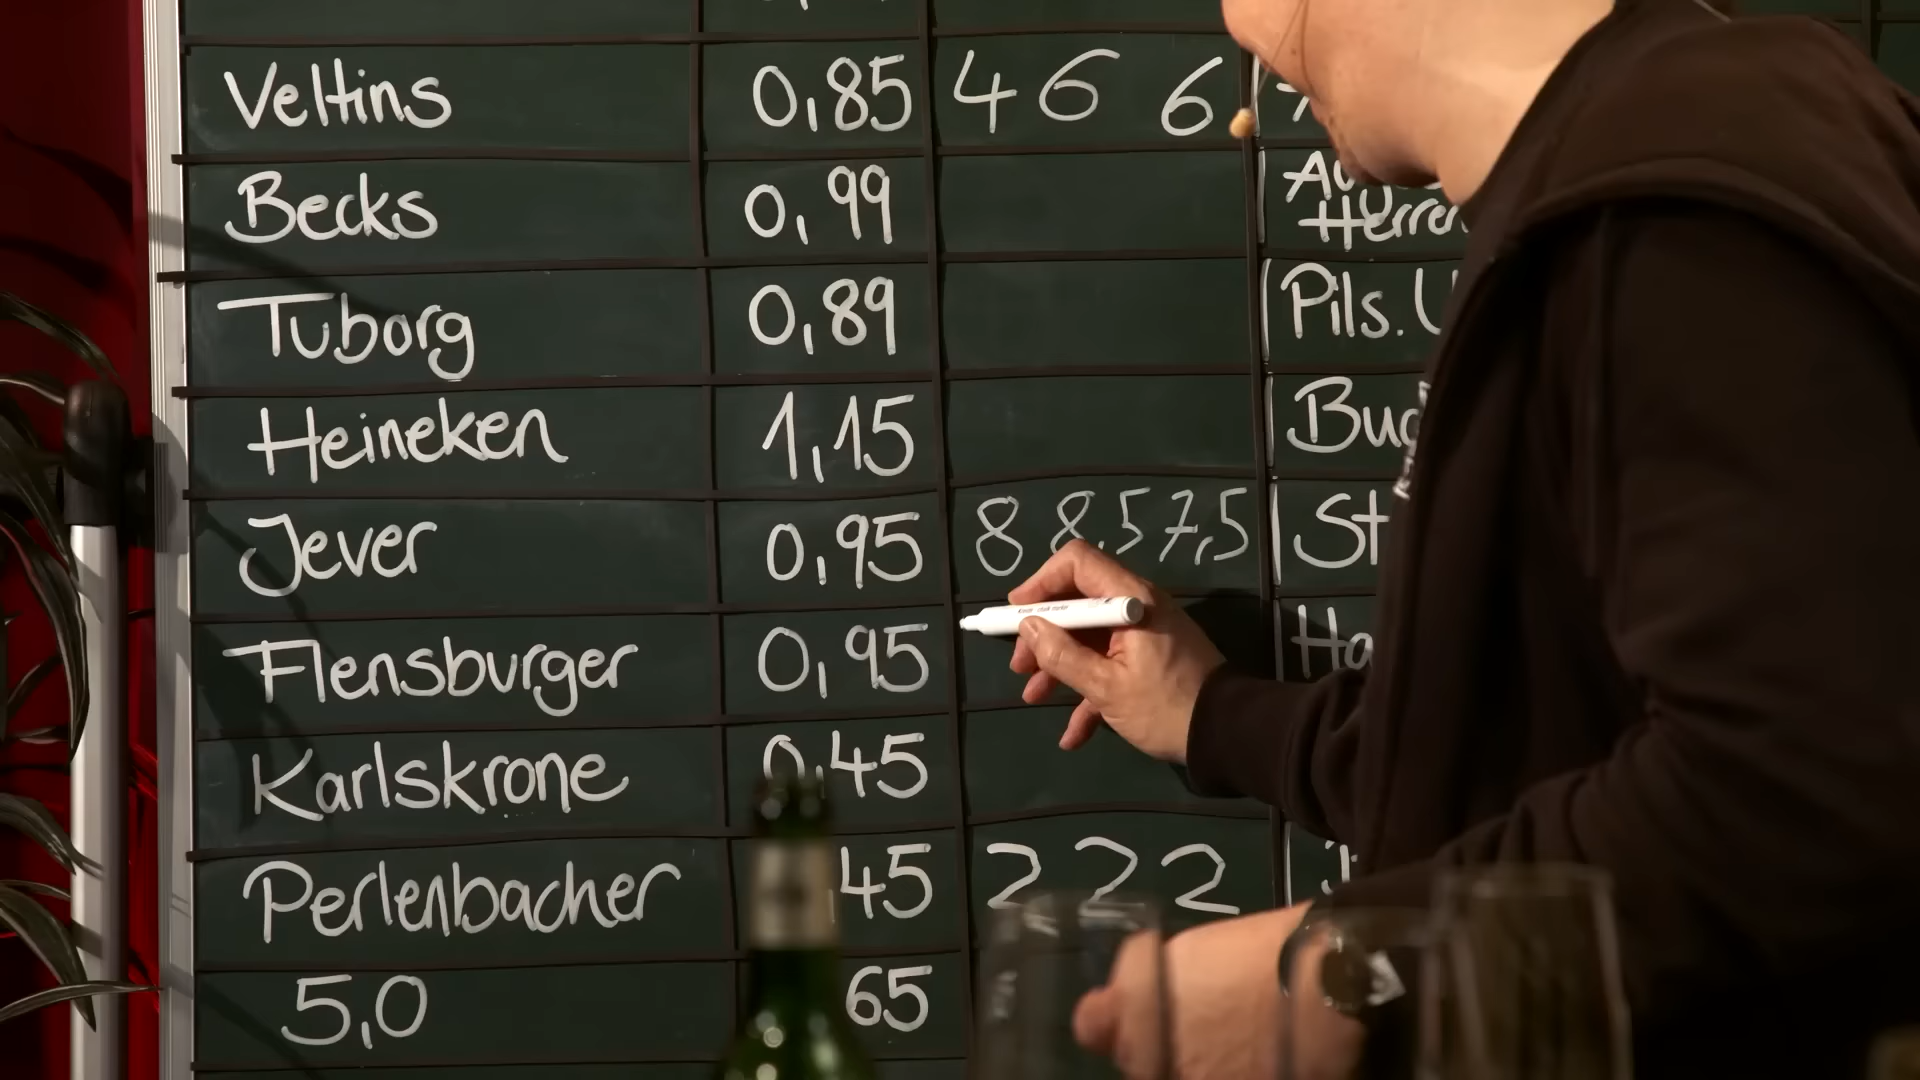 Veltins 0,85 4 6 6
Becks 0,99
Herren
Tuborg 0,89 Pils.
Heineken 1,15
Jever 0,95 8 8,5 7,5
Flensburger 0,95
Karlskrone 0,45
Perlenbacher 45 2 2 2
5,0 65